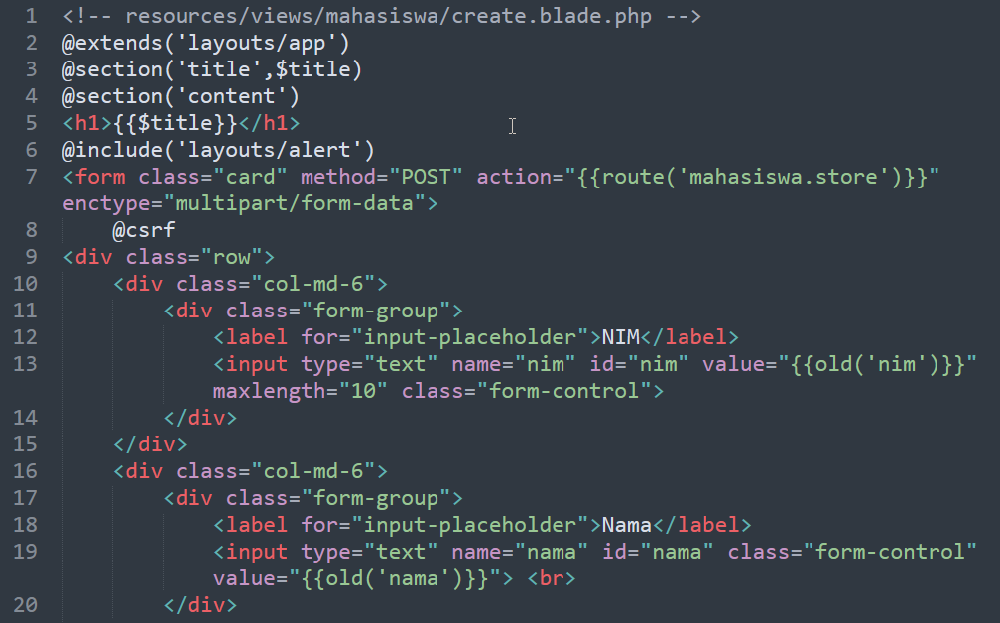 1 <!-- resources/views/mahasiswa/create.blade.php -->
2 @extends('layouts/app')
3 @section('title',$title)
4 @section('content')
5 <h1>{{$title}}</h1>
6 @include('layouts/alert')
7 <form class="card" method="POST" action="{{route('mahasiswa.store')}}"
enctype="multipart/form-data">
8     @csrf
9 <div class="row">
10     <div class="col-md-6">
11         <div class="form-group">
12             <label for="input-placeholder">NIM</label>
13             <input type="text" name="nim" id="nim" value="{{old('nim')}}"
            maxlength="10" class="form-control">
14         </div>
15     </div>
16     <div class="col-md-6">
17         <div class="form-group">
18             <label for="input-placeholder">Nama</label>
19             <input type="text" name="nama" id="nama" class="form-control"
            value="{{old('nama')}}"> <br>
20         </div>